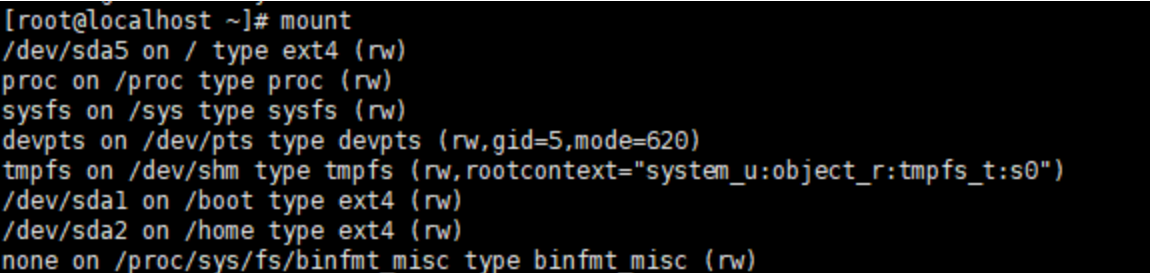 [root@localhost ~]# mount
/dev/sda5 on / type ext4 (rw)
proc on /proc type proc (rw)
sysfs on /sys type sysfs (rw)
devpts on /dev/pts type devpts (rw,gid=5,mode=620)
tmpfs on /dev/shm type tmpfs (rw,rootcontext="system_u:object_r:tmpfs_t:s0")
/dev/sda1 on /boot type ext4 (rw)
/dev/sda2 on /home type ext4 (rw)
none on /proc/sys/fs/binfmt_misc type binfmt_misc (rw)